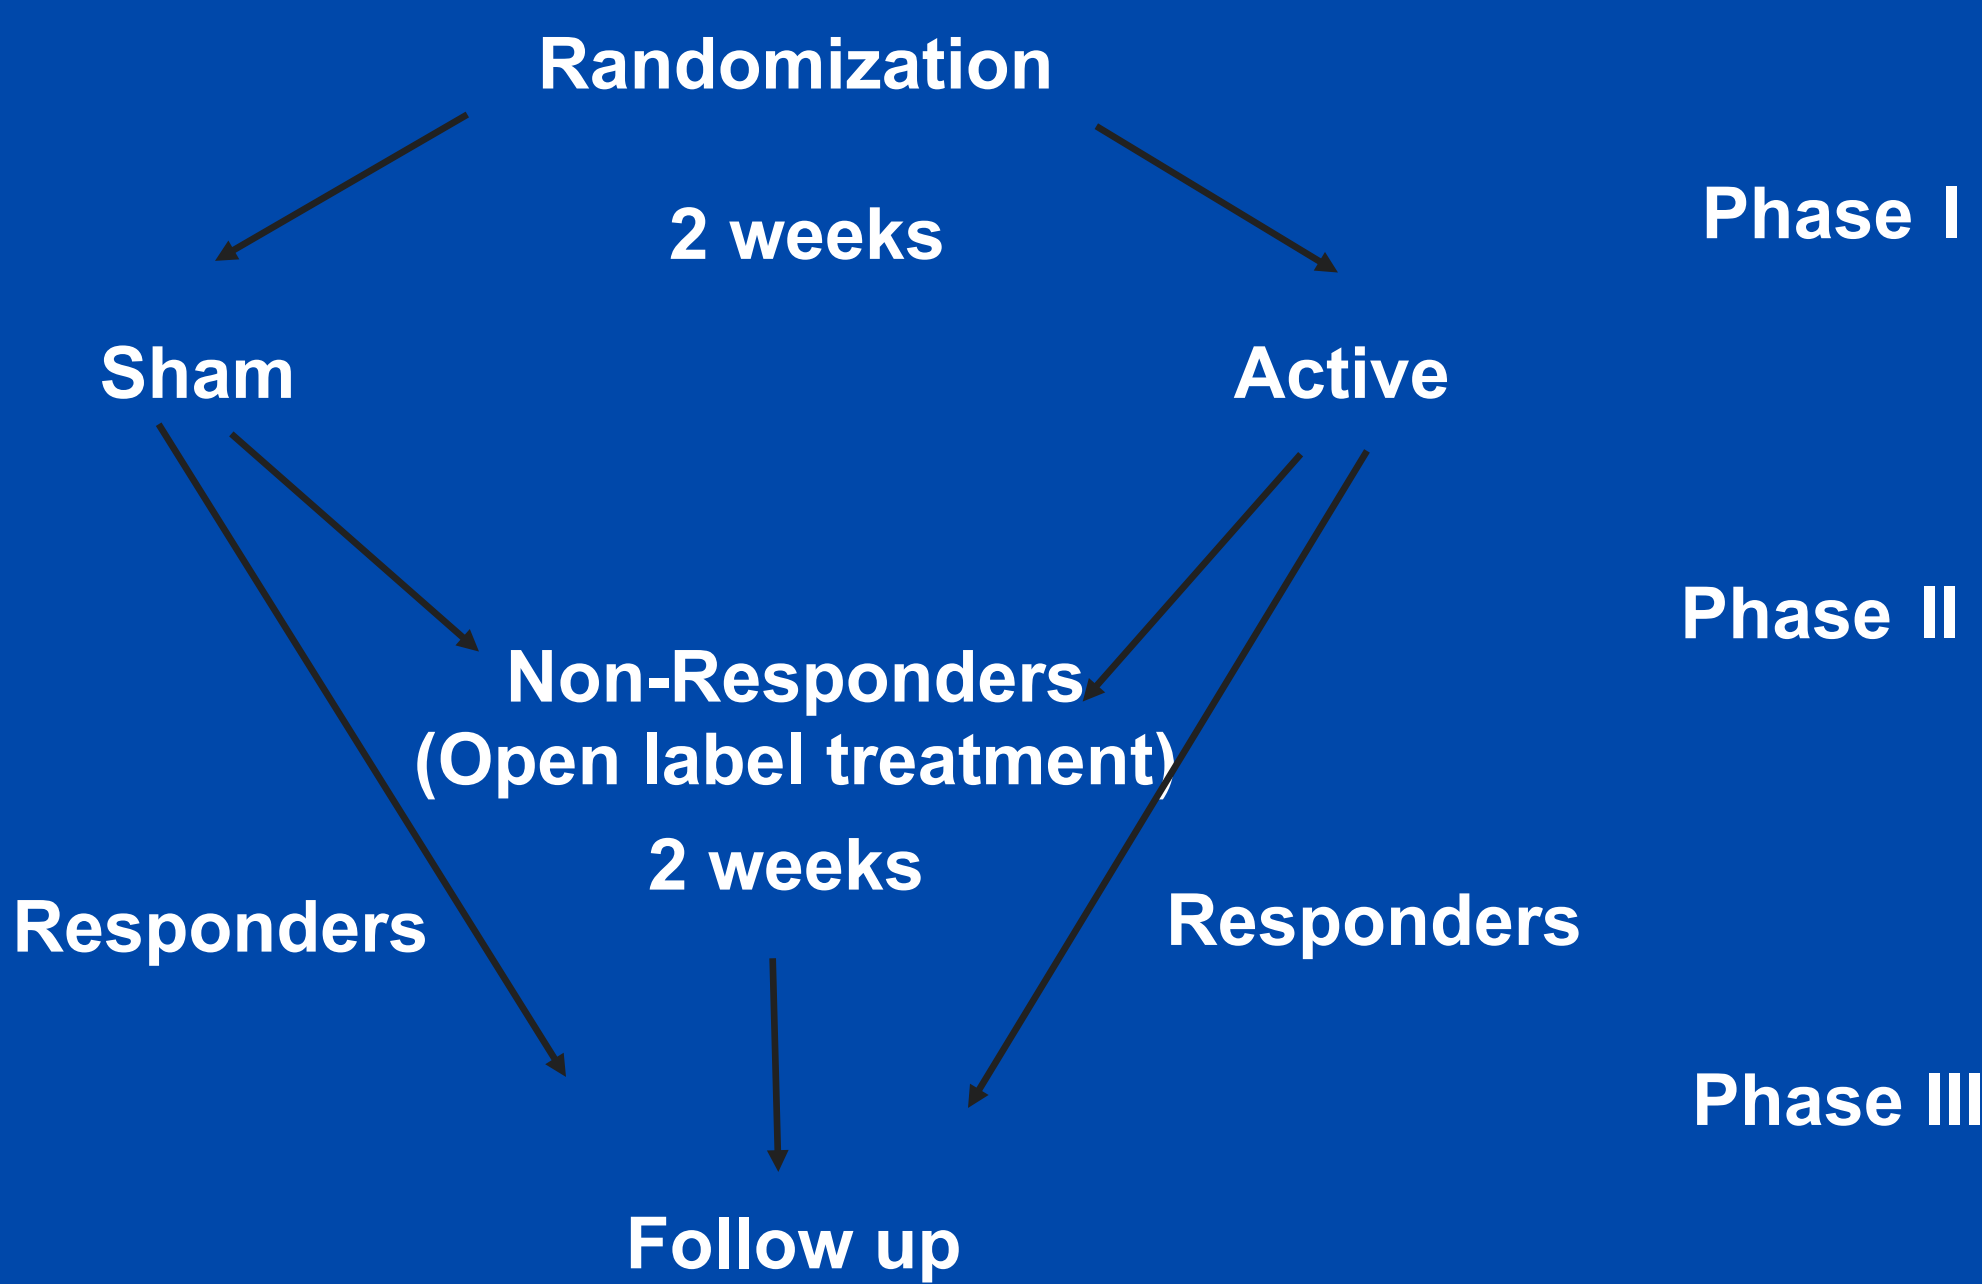 Randomization
2 weeks
Phase I
Sham
Active
Phase II
Non-Responders
(Open label treatment)
2 weeks
Responders
Responders
Phase III
Follow up